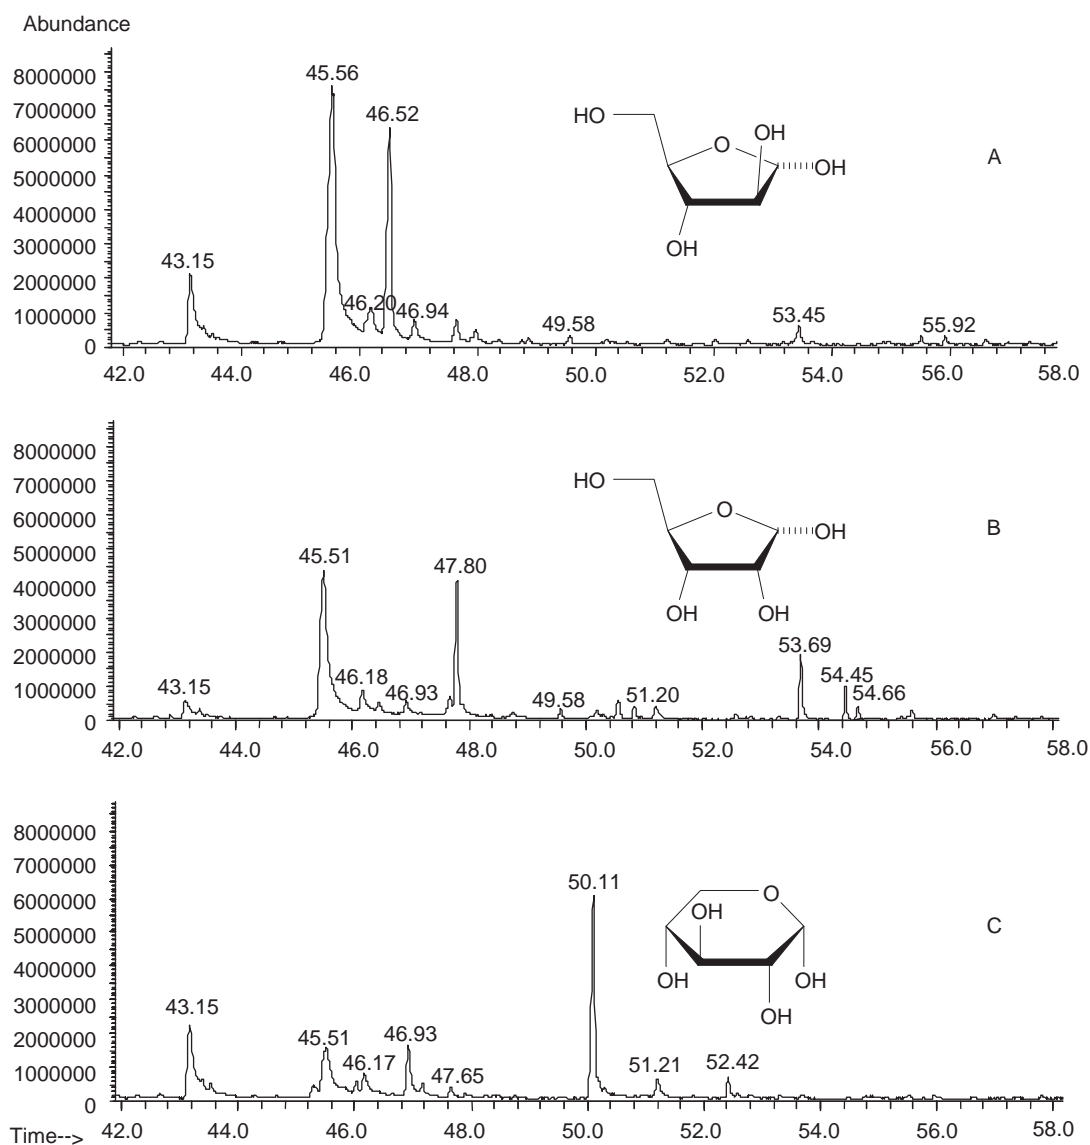 Abundance
8000000
7000000
6000000
5000000
4000000
3000000
2000000
1000000
0
45.56
46.52
43.15
46.20
46.94
49.58
53.45
55.92
HO
O
OH
OH
OH
A
42.0 44.0 46.0 48.0 50.0 52.0 54.0 56.0 58.0
8000000
7000000
6000000
5000000
4000000
3000000
2000000
1000000
0
45.51
47.80
43.15
46.18
46.93
49.58
51.20
53.69
54.45
54.66
HO
O
OH
OH
OH
B
42.0 44.0 46.0 48.0 50.0 52.0 54.0 56.0 58.0
8000000
7000000
6000000
5000000
4000000
3000000
2000000
1000000
0
50.11
43.15
45.51
46.17
46.93
47.65
51.21
52.42
O
OH
OH
OH
OH
C
Time--> 42.0 44.0 46.0 48.0 50.0 52.0 54.0 56.0 58.0